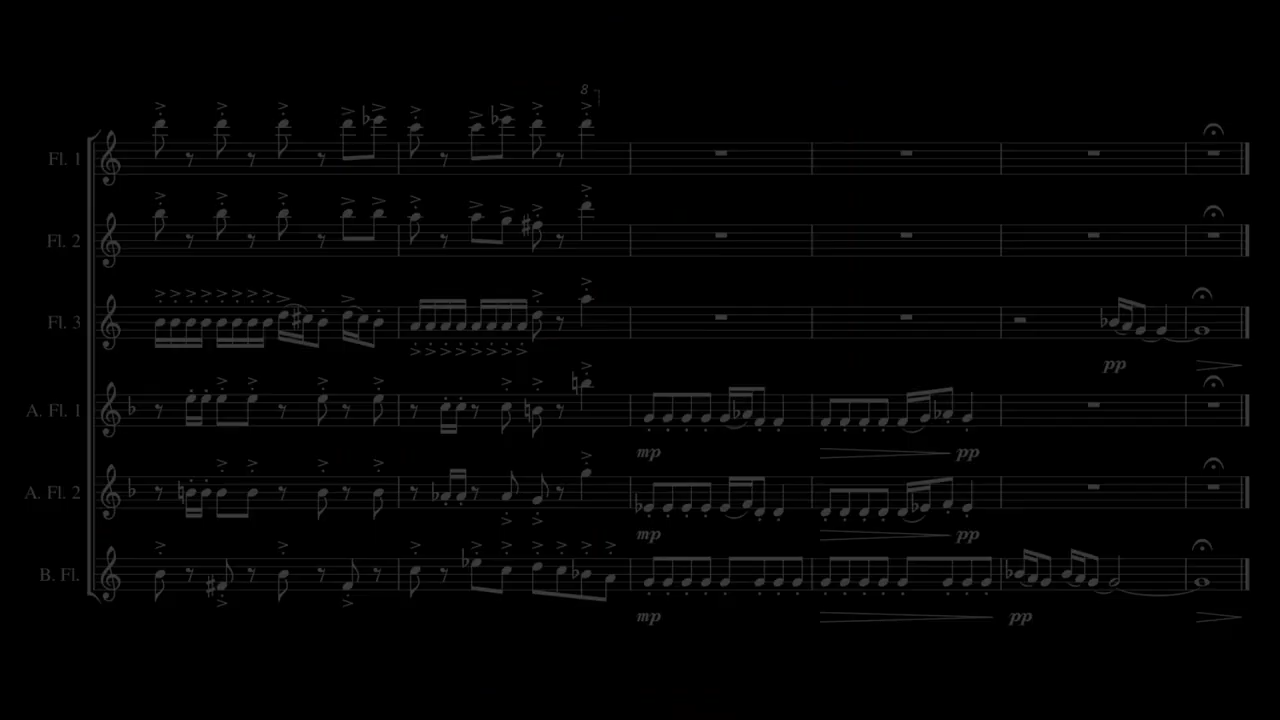 8
Fl. 1
Fl. 2
Fl. 3
pp
A. Fl. 1
mp pp
A. Fl. 2
mp pp
B. Fl.
mp pp